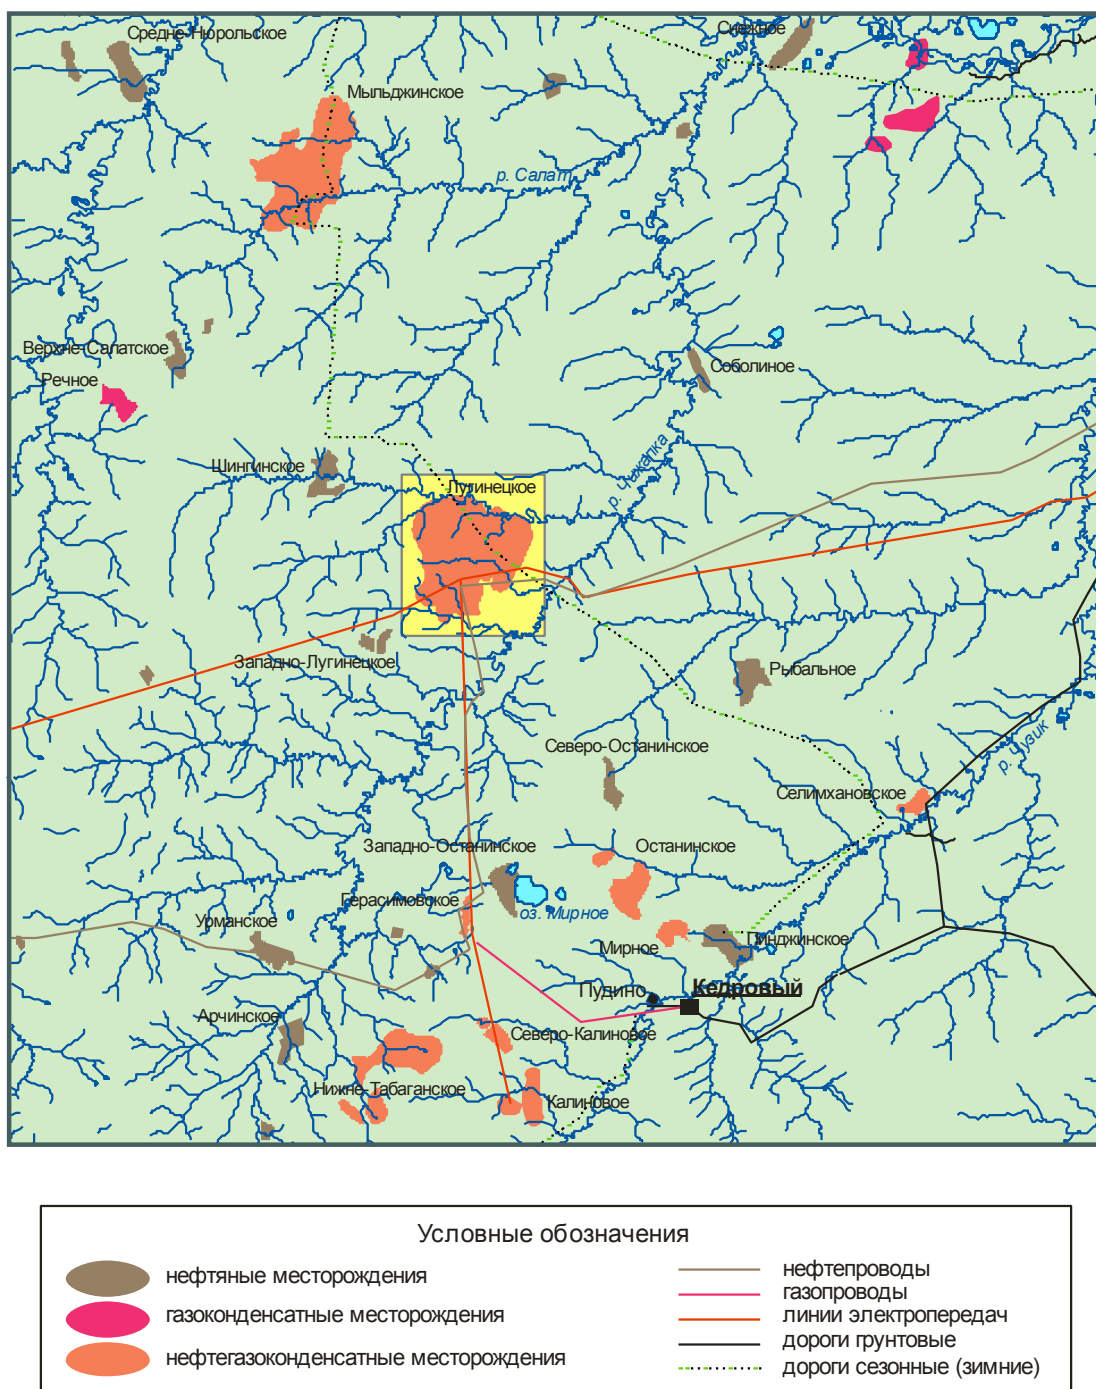 Средне-Нюрольское
Снежное
Мыльджинское
р. Салат
Верхне-Салатское
Речное
Соболиное
Шингинское
Лугинецкое
р. Чижапка
Западно-Лугинецкое
Рыбальное
Северо-Останинское
р. Чузик
Селимхановское
Западно-Останинское
Останинское
Герасимовское
оз. Мирное
Урманское
Мирное
Пинджинское
Пудино
Кедровый
Арчинское
Северо-Калиновое
Нижне-Табаганское
Калиновое
Условные обозначения
нефтяные месторождения
газоконденсатные месторождения
нефтегазоконденсатные месторождения
нефтепроводы
газопроводы
линии электропередач
дороги грунтовые
дороги сезонные (зимние)